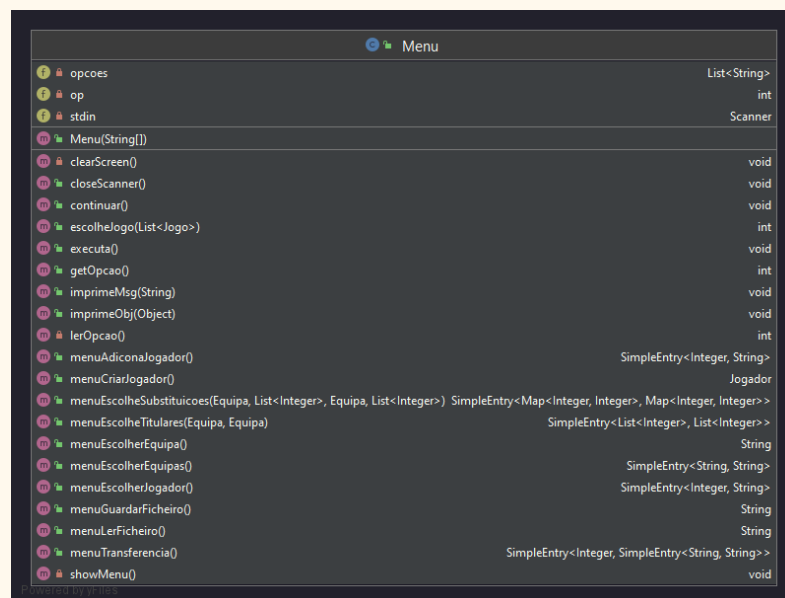 Menu
opcoes List<String>
op int
stdin Scanner
Menu(String[])
clearScreen() void
closeScanner() void
continuar() void
escolheJogo(List<Jogo>) int
executa() void
getOpcao() int
imprimeMsg(String) void
imprimeObj(Object) void
lerOpcao() int
menuAdiconaJogador() SimpleEntry<Integer, String>
menuCriarJogador() Jogador
menuEscolheSubstituicoes(Equipa, List<Integer>, Equipa, List<Integer>) SimpleEntry<Map<Integer, Integer>, Map<Integer, Integer>>
menuEscolheTitulares(Equipa, Equipa) SimpleEntry<List<Integer>, List<Integer>>
menuEscolherEquipa() String
menuEscolherEquipas() SimpleEntry<String, String>
menuEscolherJogador() SimpleEntry<Integer, String>
menuGuardarFicheiro() String
menuLerFicheiro() String
menuTransferencia() SimpleEntry<Integer, SimpleEntry<String, String>>
showMenu() void
Powered by yFiles